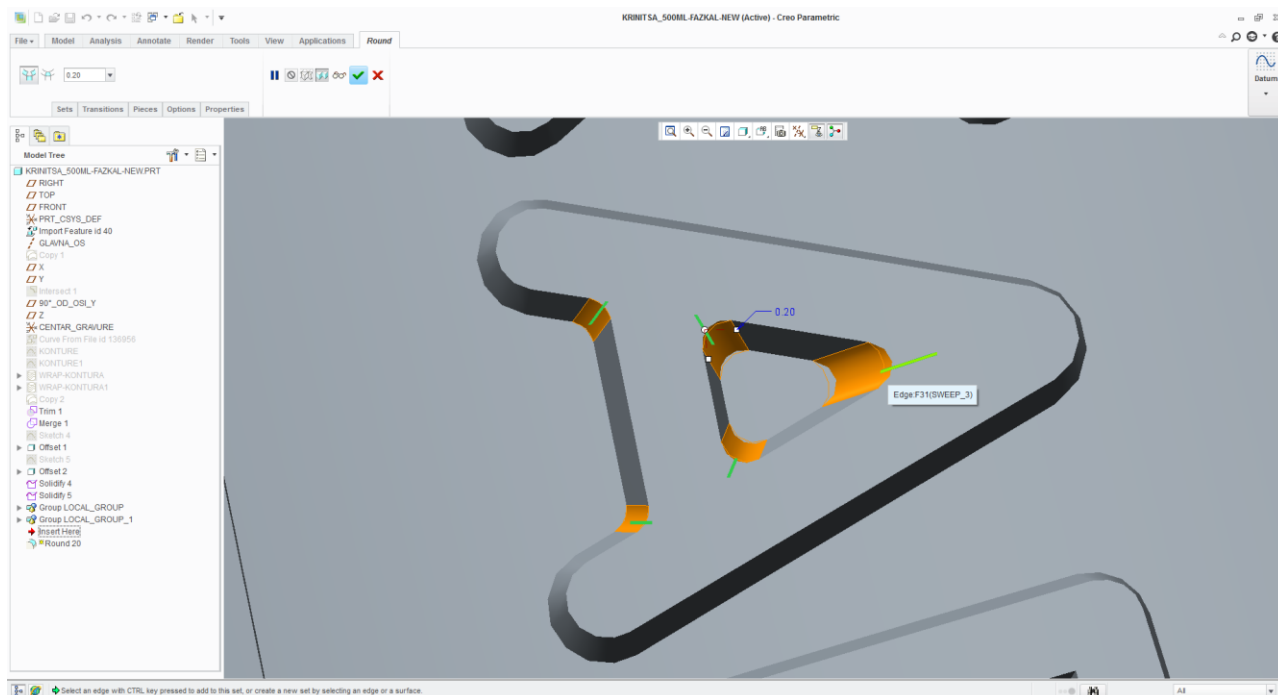 KRINITSA_500ML-FAZKAL-NEW (Active) - Creo Parametric
File Model Analysis Annotate Render Tools View Applications Round
0.20
Datum
Sets Transitions Pieces Options Properties
Model Tree
KRINITSA_500ML-FAZKAL-NEW.PRT
RIGHT
TOP
FRONT
PRT_CSYS_DEF
Import Feature id 40
GLAVNA_OS
Copy 1
X
Y
Intersect 1
90°_OD_OSI_Y
Z
CENTAR_GRAVURE
Curve From File id 136956
KONTURE
KONTURE1
WRAP-KONTURA
WRAP-KONTURA1
Copy 2
Trim 1
Merge 1
Sketch 4
Offset 1
Sketch 5
Offset 2
Solidify 4
Solidify 5
Group LOCAL_GROUP
Group LOCAL_GROUP_1
Insert Here
Round 20
0.20
Edge:F31(SWEEP_3)
Select an edge with CTRL key pressed to add to this set, or create a new set by selecting an edge or a surface.
All